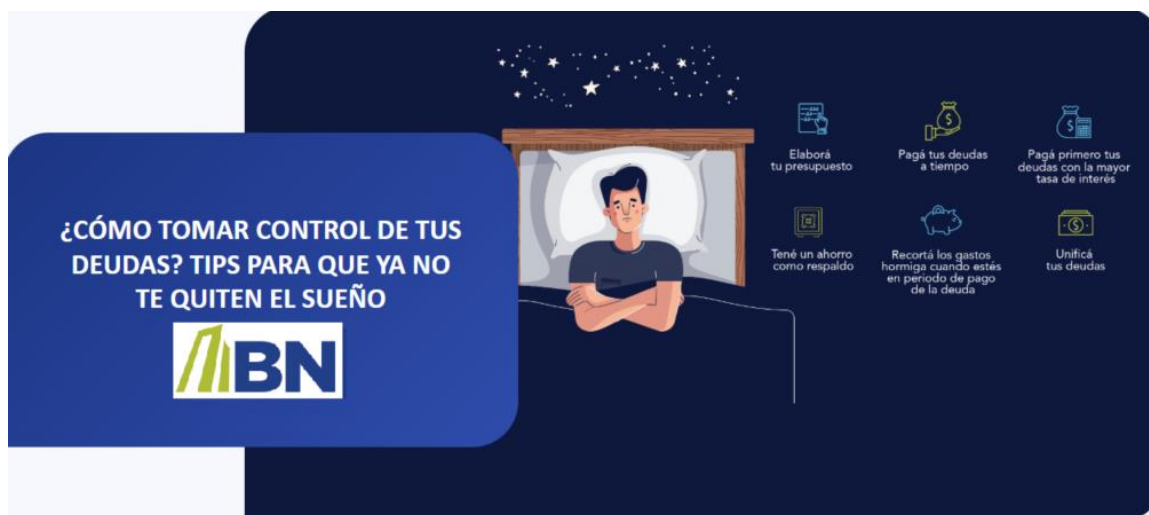 ¿CÓMO TOMAR CONTROL DE TUS
DEUDAS? TIPS PARA QUE YA NO
TE QUITEN EL SUEÑO
BN
Elaborá
tu presupuesto
Pagá tus deudas
a tiempo
Pagá primero tus
deudas con la mayor
tasa de interés
Tené un ahorro
como respaldo
Recortá los gastos
hormiga cuando estés
en periodo de pago
de la deuda
Unificá
tus deudas